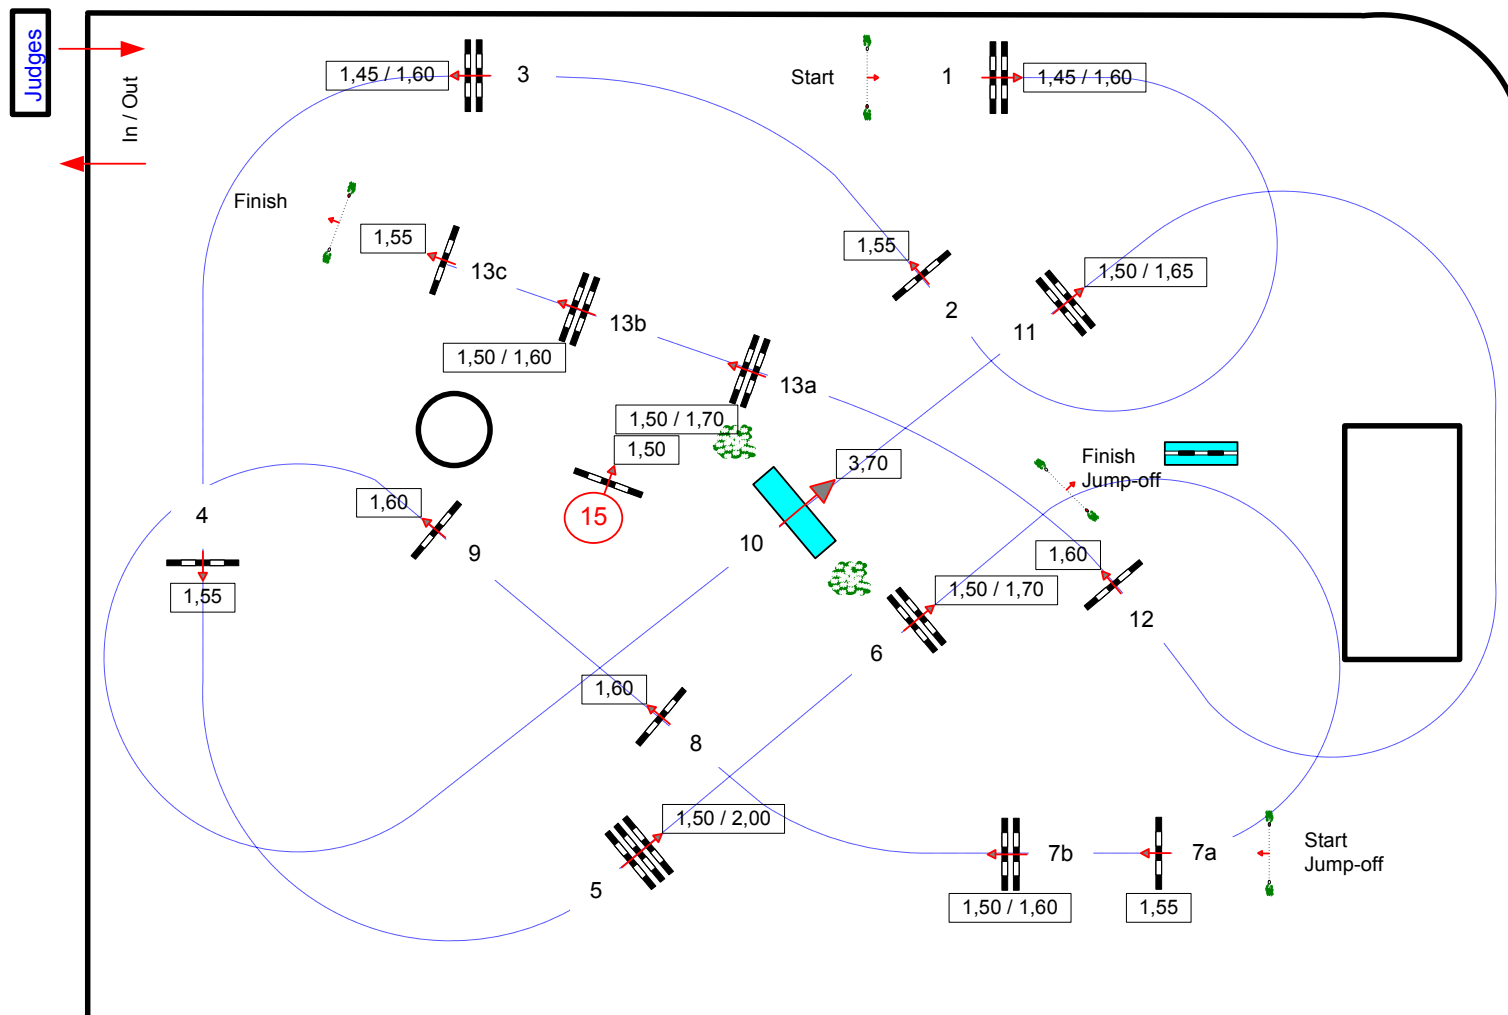 Judges
In / Out
1,45 / 1,60
3
Start
1
1,45 / 1,60
Finish
1,55
13c
1,55
2
1,50 / 1,65
11
13b
1,50 / 1,60
13a
1,50 / 1,70
1,50
15
3,70
Finish
Jump-off
4
1,55
1,60
9
10
1,60
12
1,50 / 1,70
6
1,60
8
1,50 / 2,00
5
7b
7a
Start
Jump-off
1,50 / 1,60
1,55